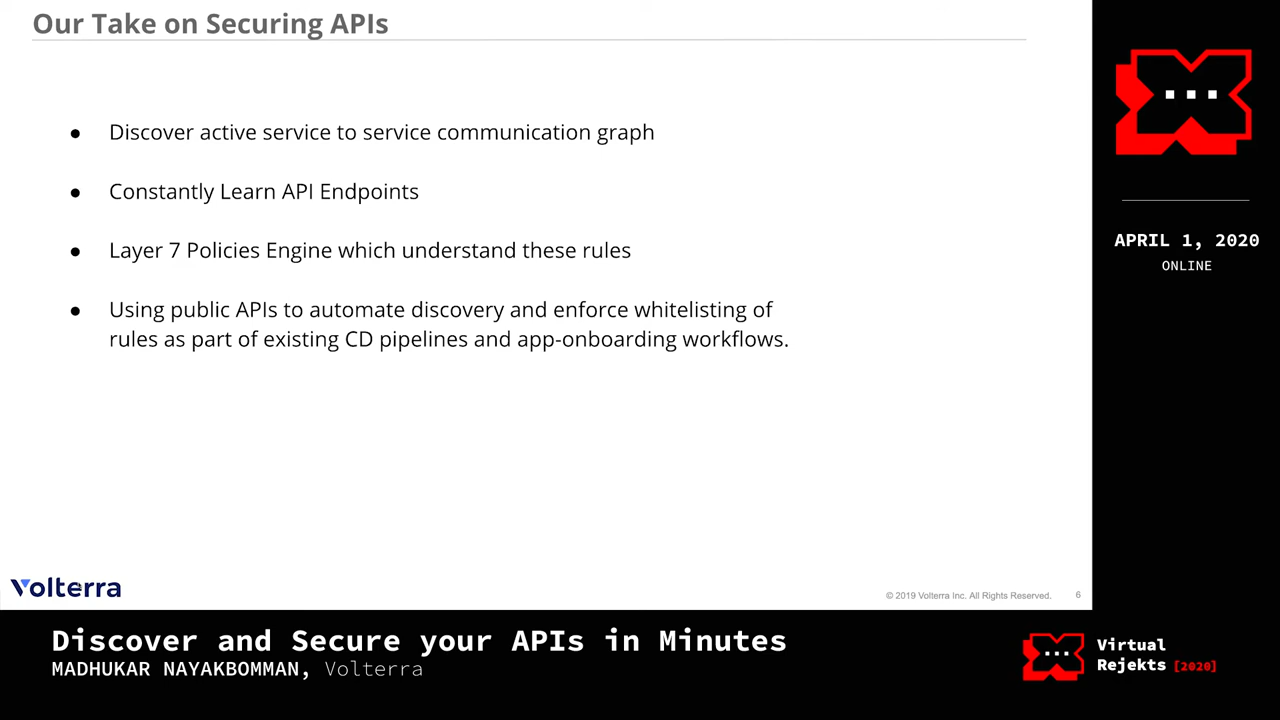 Our Take on Securing APIs
● Discover active service to service communication graph
● Constantly Learn API Endpoints
● Layer 7 Policies Engine which understand these rules
● Using public APIs to automate discovery and enforce whitelisting of
rules as part of existing CD pipelines and app-onboarding workflows.
Volterra
© 2019 Volterra Inc. All Rights Reserved. 6
APRIL 1, 2020
ONLINE
Discover and Secure your APIs in Minutes
MADHUKAR NAYAKBOMMAN, Volterra
Virtual
Rejekts [2020]